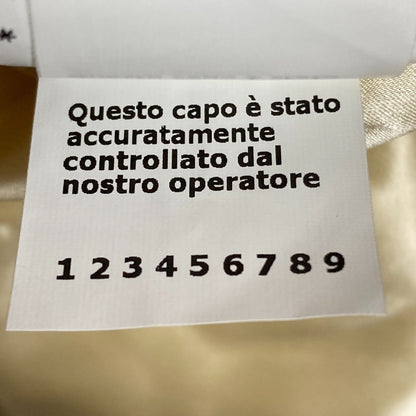 *
Questo capo è stato
accuratamente
controllato dal
nostro operatore
1 2 3 4 5 6 7 8 9